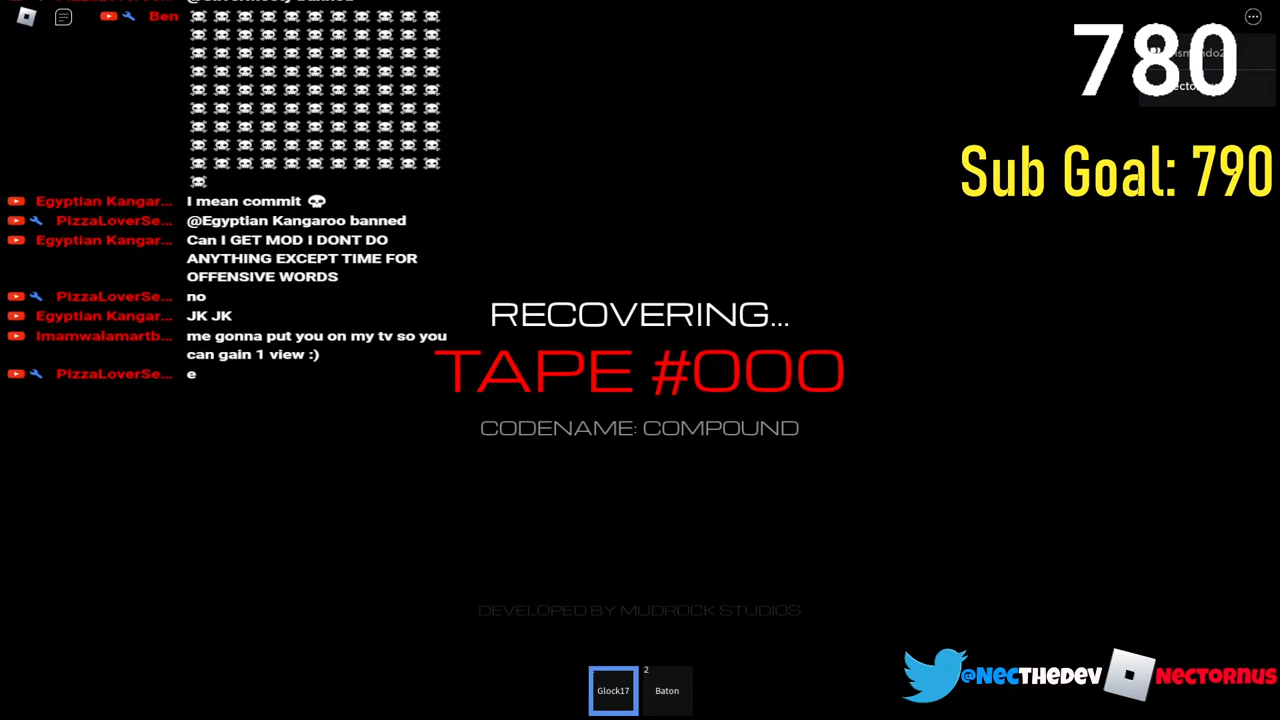 Ben
780
Sub Goal: 790
Egyptian Kangar... I mean commit
PizzaLoverSe... @Egyptian Kangaroo banned
Egyptian Kangar... Can I GET MOD I DONT DO
ANYTHING EXCEPT TIME FOR
OFFENSIVE WORDS
PizzaLoverSe... no
Egyptian Kangar... JK JK
Imamwalamartb... me gonna put you on my tv so you
can gain 1 view :)
PizzaLoverSe... e
RECOVERING...
TAPE #000
CODENAME: COMPOUND
DEVELOPED BY MUDROCK STUDIOS
Glock17
2
Baton
@NECTHEDEV
NECTORNUS